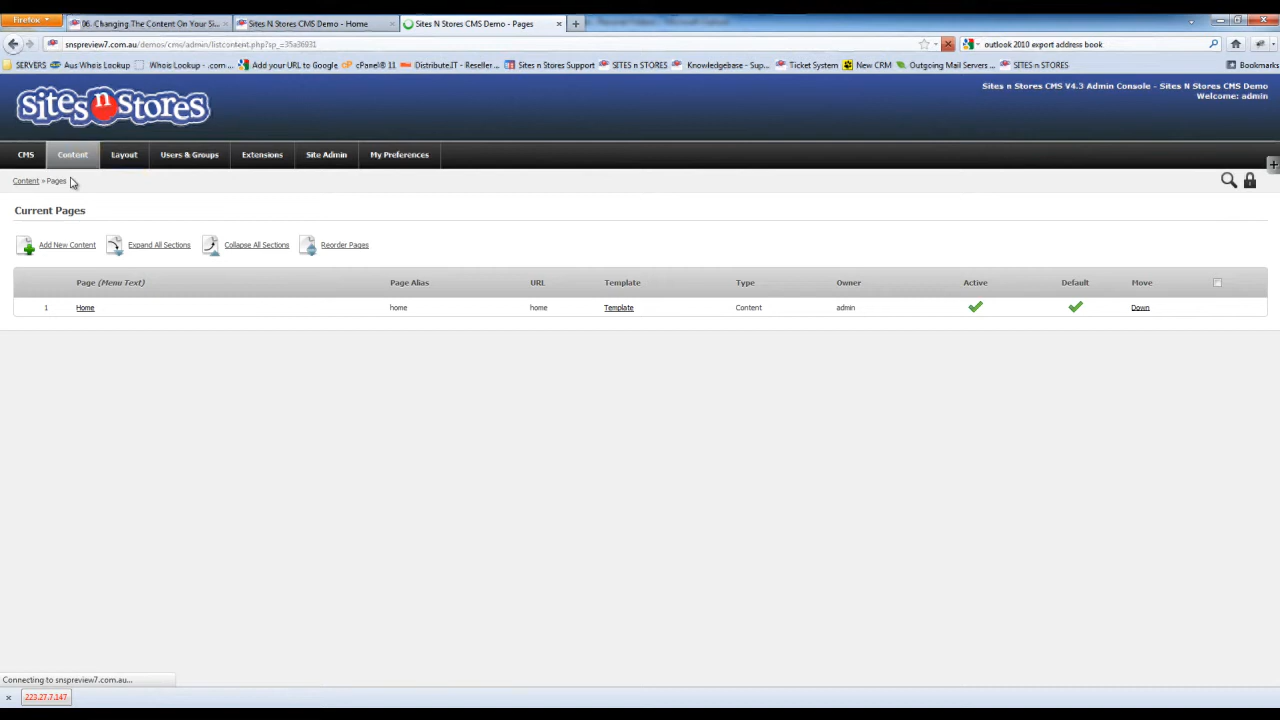 Firefox
06. Changing The Content On Your Si...
Sites N Stores CMS Demo - Home
Sites N Stores CMS Demo - Pages
snspreview7.com.au/demos/cms/admin/listcontent.php?sp_=35a36931
outlook 2010 export address book
SERVERS
Aus Whois Lookup
Whois Lookup - .com ...
Add your URL to Google
cPanel® 11
Distribute.IT - Reseller...
Sites n Stores Support
SITES n STORES
Knowledgebase - Sup...
Ticket System
New CRM
Outgoing Mail Servers ...
SITES n STORES
Bookmarks
sites n stores
Sites n Stores CMS V4.3 Admin Console - Sites N Stores CMS Demo
Welcome: admin
CMS Content Layout Users & Groups Extensions Site Admin My Preferences
Content » Pages
Current Pages
Add New Content Expand All Sections Collapse All Sections Reorder Pages
Page (Menu Text) Page Alias URL Template Type Owner Active Default Move
1 Home home home Template Content admin Down
Connecting to snspreview7.com.au...
x 223.27.7.147